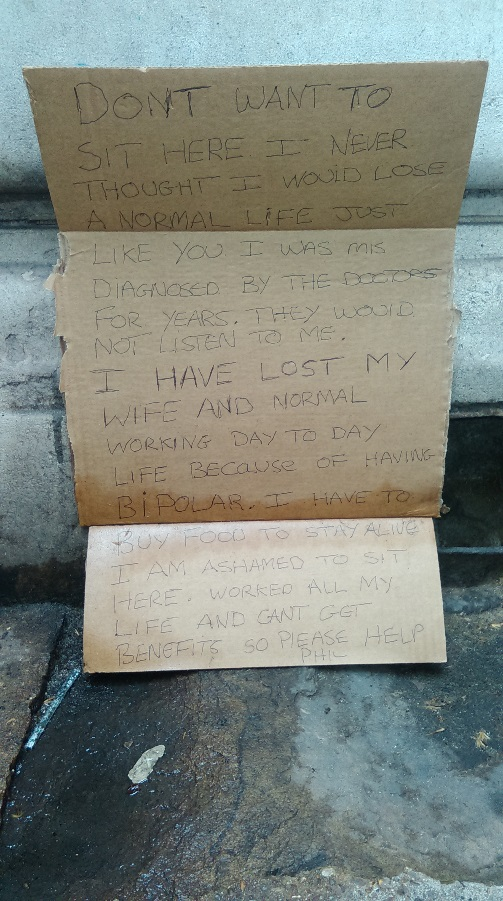 DONT WANT TO
SIT HERE I NEVER
THOUGHT I WOULD LOSE
A NORMAL LIFE JUST
LIKE YOU I WAS MIS
DIAGNOSED BY THE DOCTORS
FOR YEARS. THEY WOULD
NOT LISTEN TO ME.
I HAVE LOST MY
WIFE AND NORMAL
WORKING DAY TO DAY
LIFE BECAUSE OF HAVING
BiPOLAR. I HAVE TO
BUY FOOD TO STAY ALIVE
I AM ASHAMED TO SIT
HERE. WORKED ALL MY
LIFE AND CANT GET
BENEFITS SO PLEASE HELP
PHIL